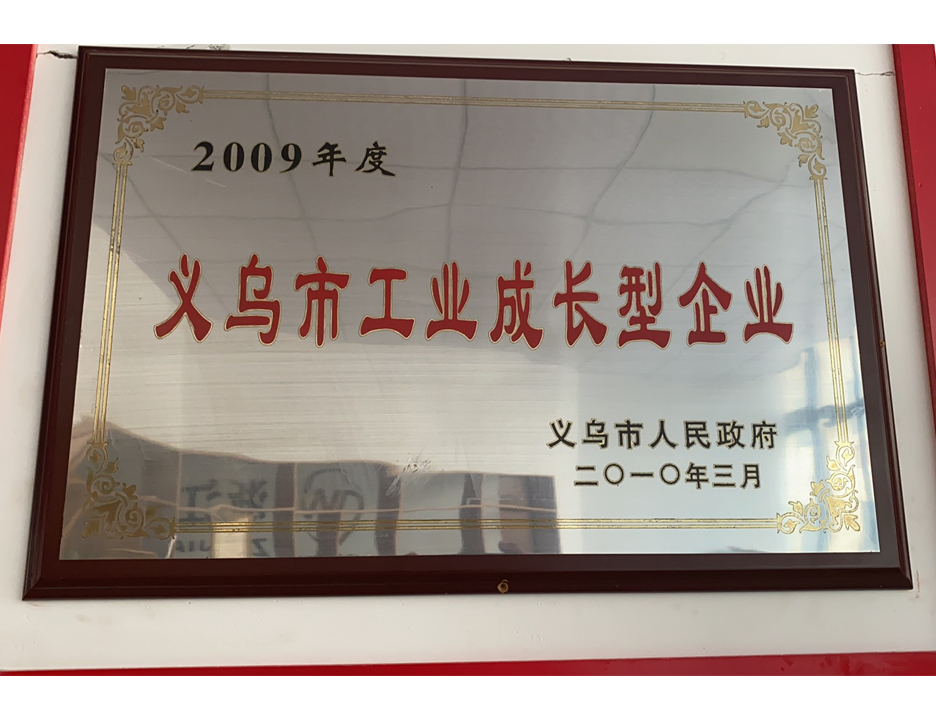 2009年度
义乌市工业成长型企业
义乌市人民政府
二〇一〇年三月